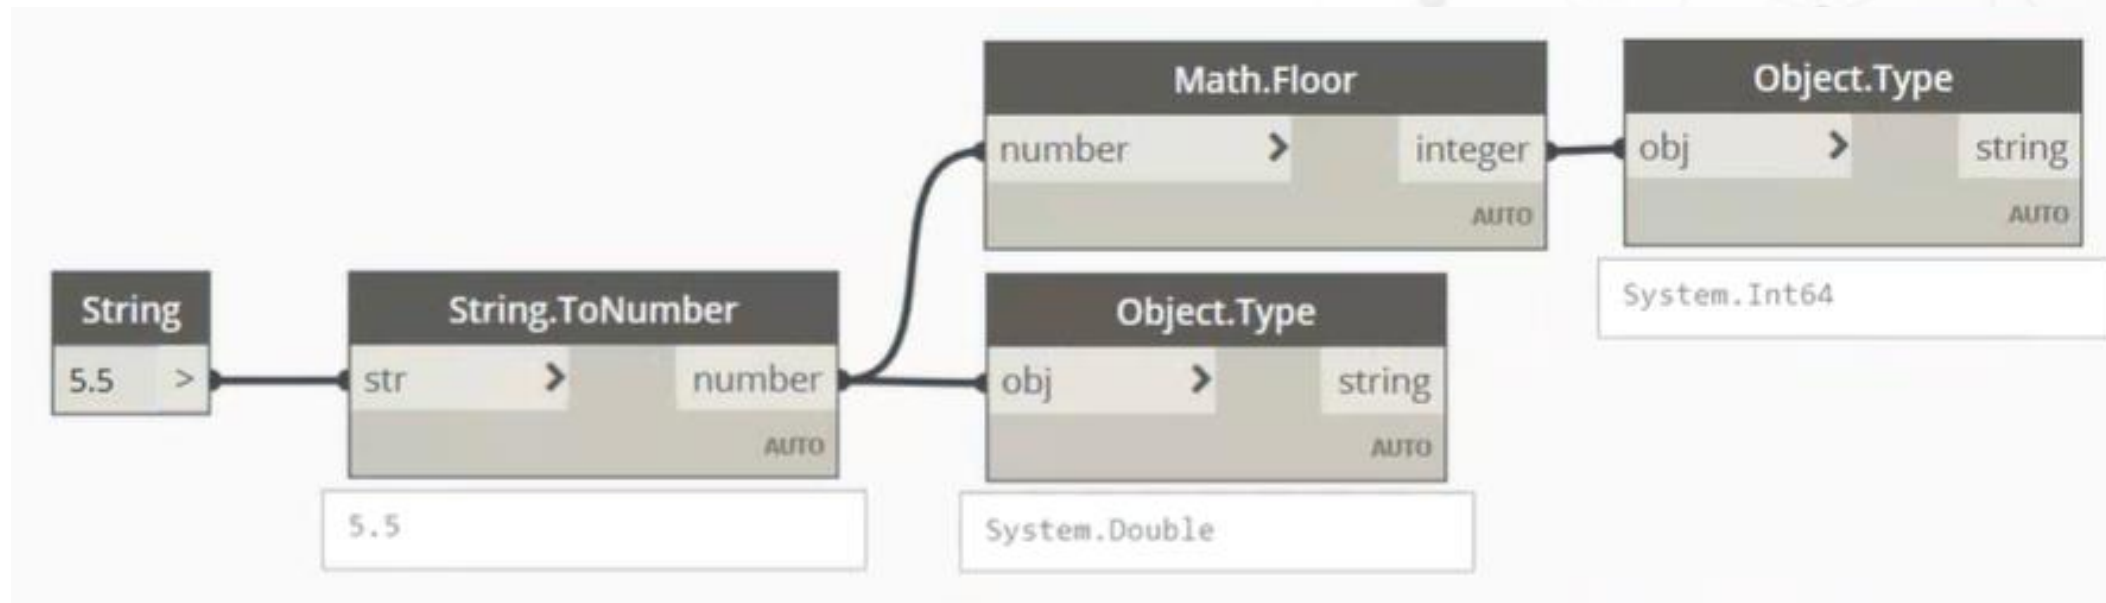 String
5.5 >
String.ToNumber
str > number
AUTO
5.5
Math.Floor
number > integer
AUTO
Object.Type
obj > string
AUTO
System.Double
Object.Type
obj > string
AUTO
System.Int64